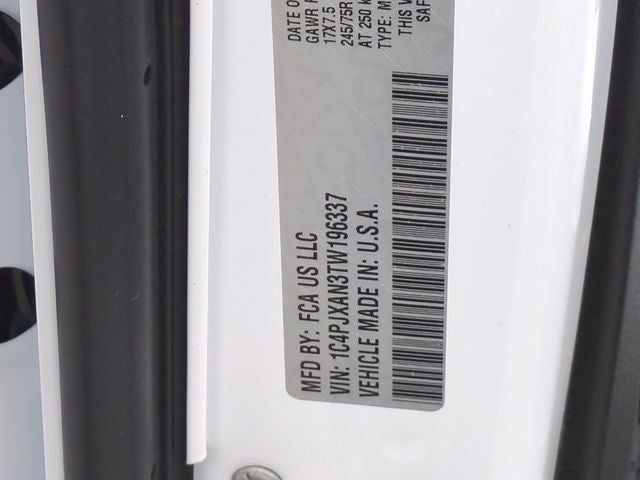 DATE O
GAWR
17X7.5
245/75R
AT 250 k
TYPE: M
THIS V
SAF
MFD BY: FCA US LLC
VIN: 1C4PJXAN3TW196337
VEHICLE MADE IN: U.S.A.